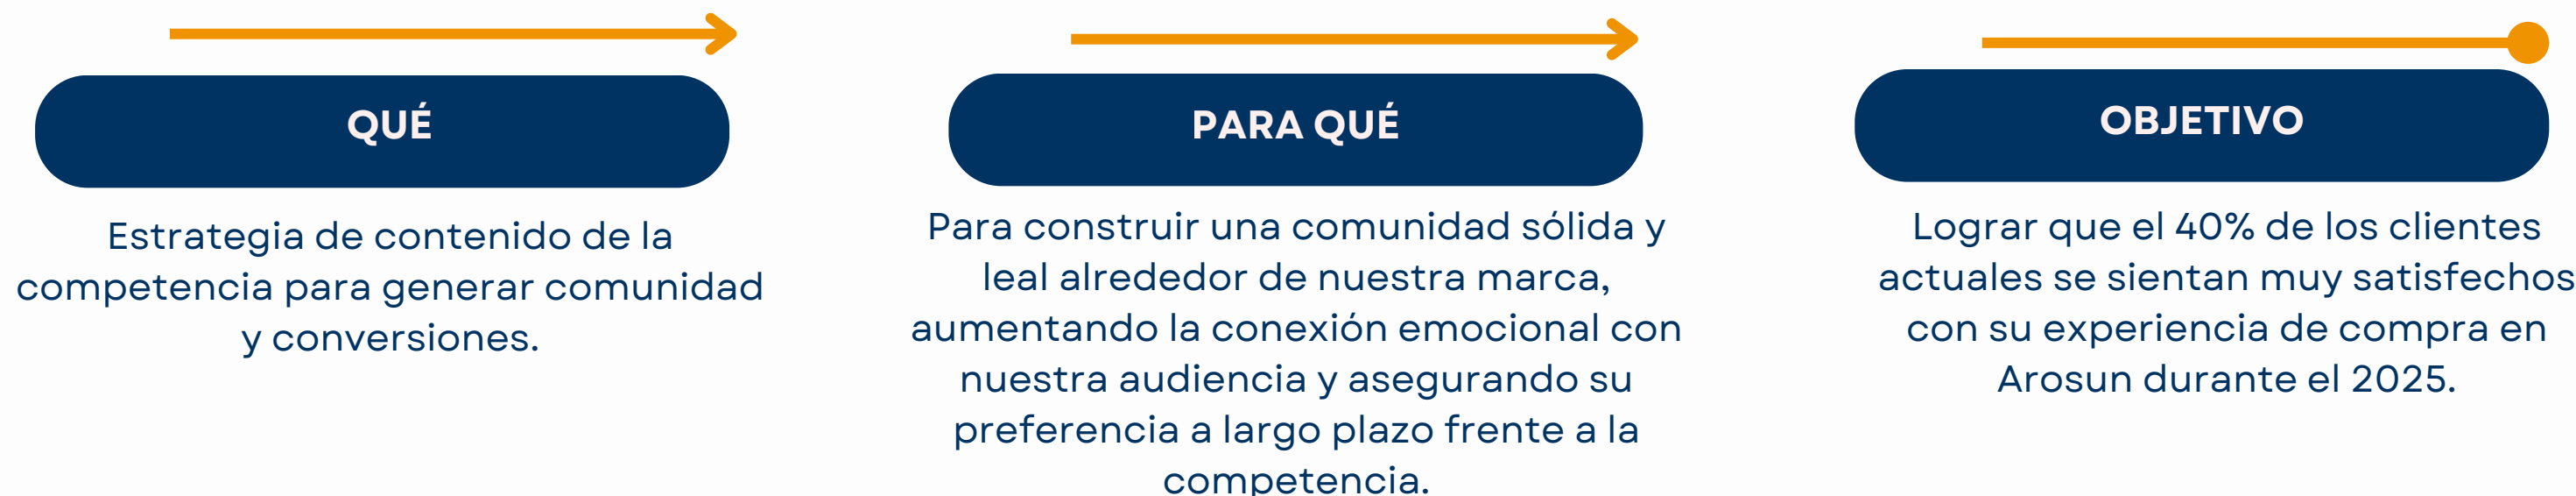 QUÉ
Estrategia de contenido de la
competencia para generar comunidad
y conversiones.
PARA QUÉ
Para construir una comunidad sólida y
leal alrededor de nuestra marca,
aumentando la conexión emocional con
nuestra audiencia y asegurando su
preferencia a largo plazo frente a la
competencia.
OBJETIVO
Lograr que el 40% de los clientes
actuales se sientan muy satisfechos
con su experiencia de compra en
Arosun durante el 2025.